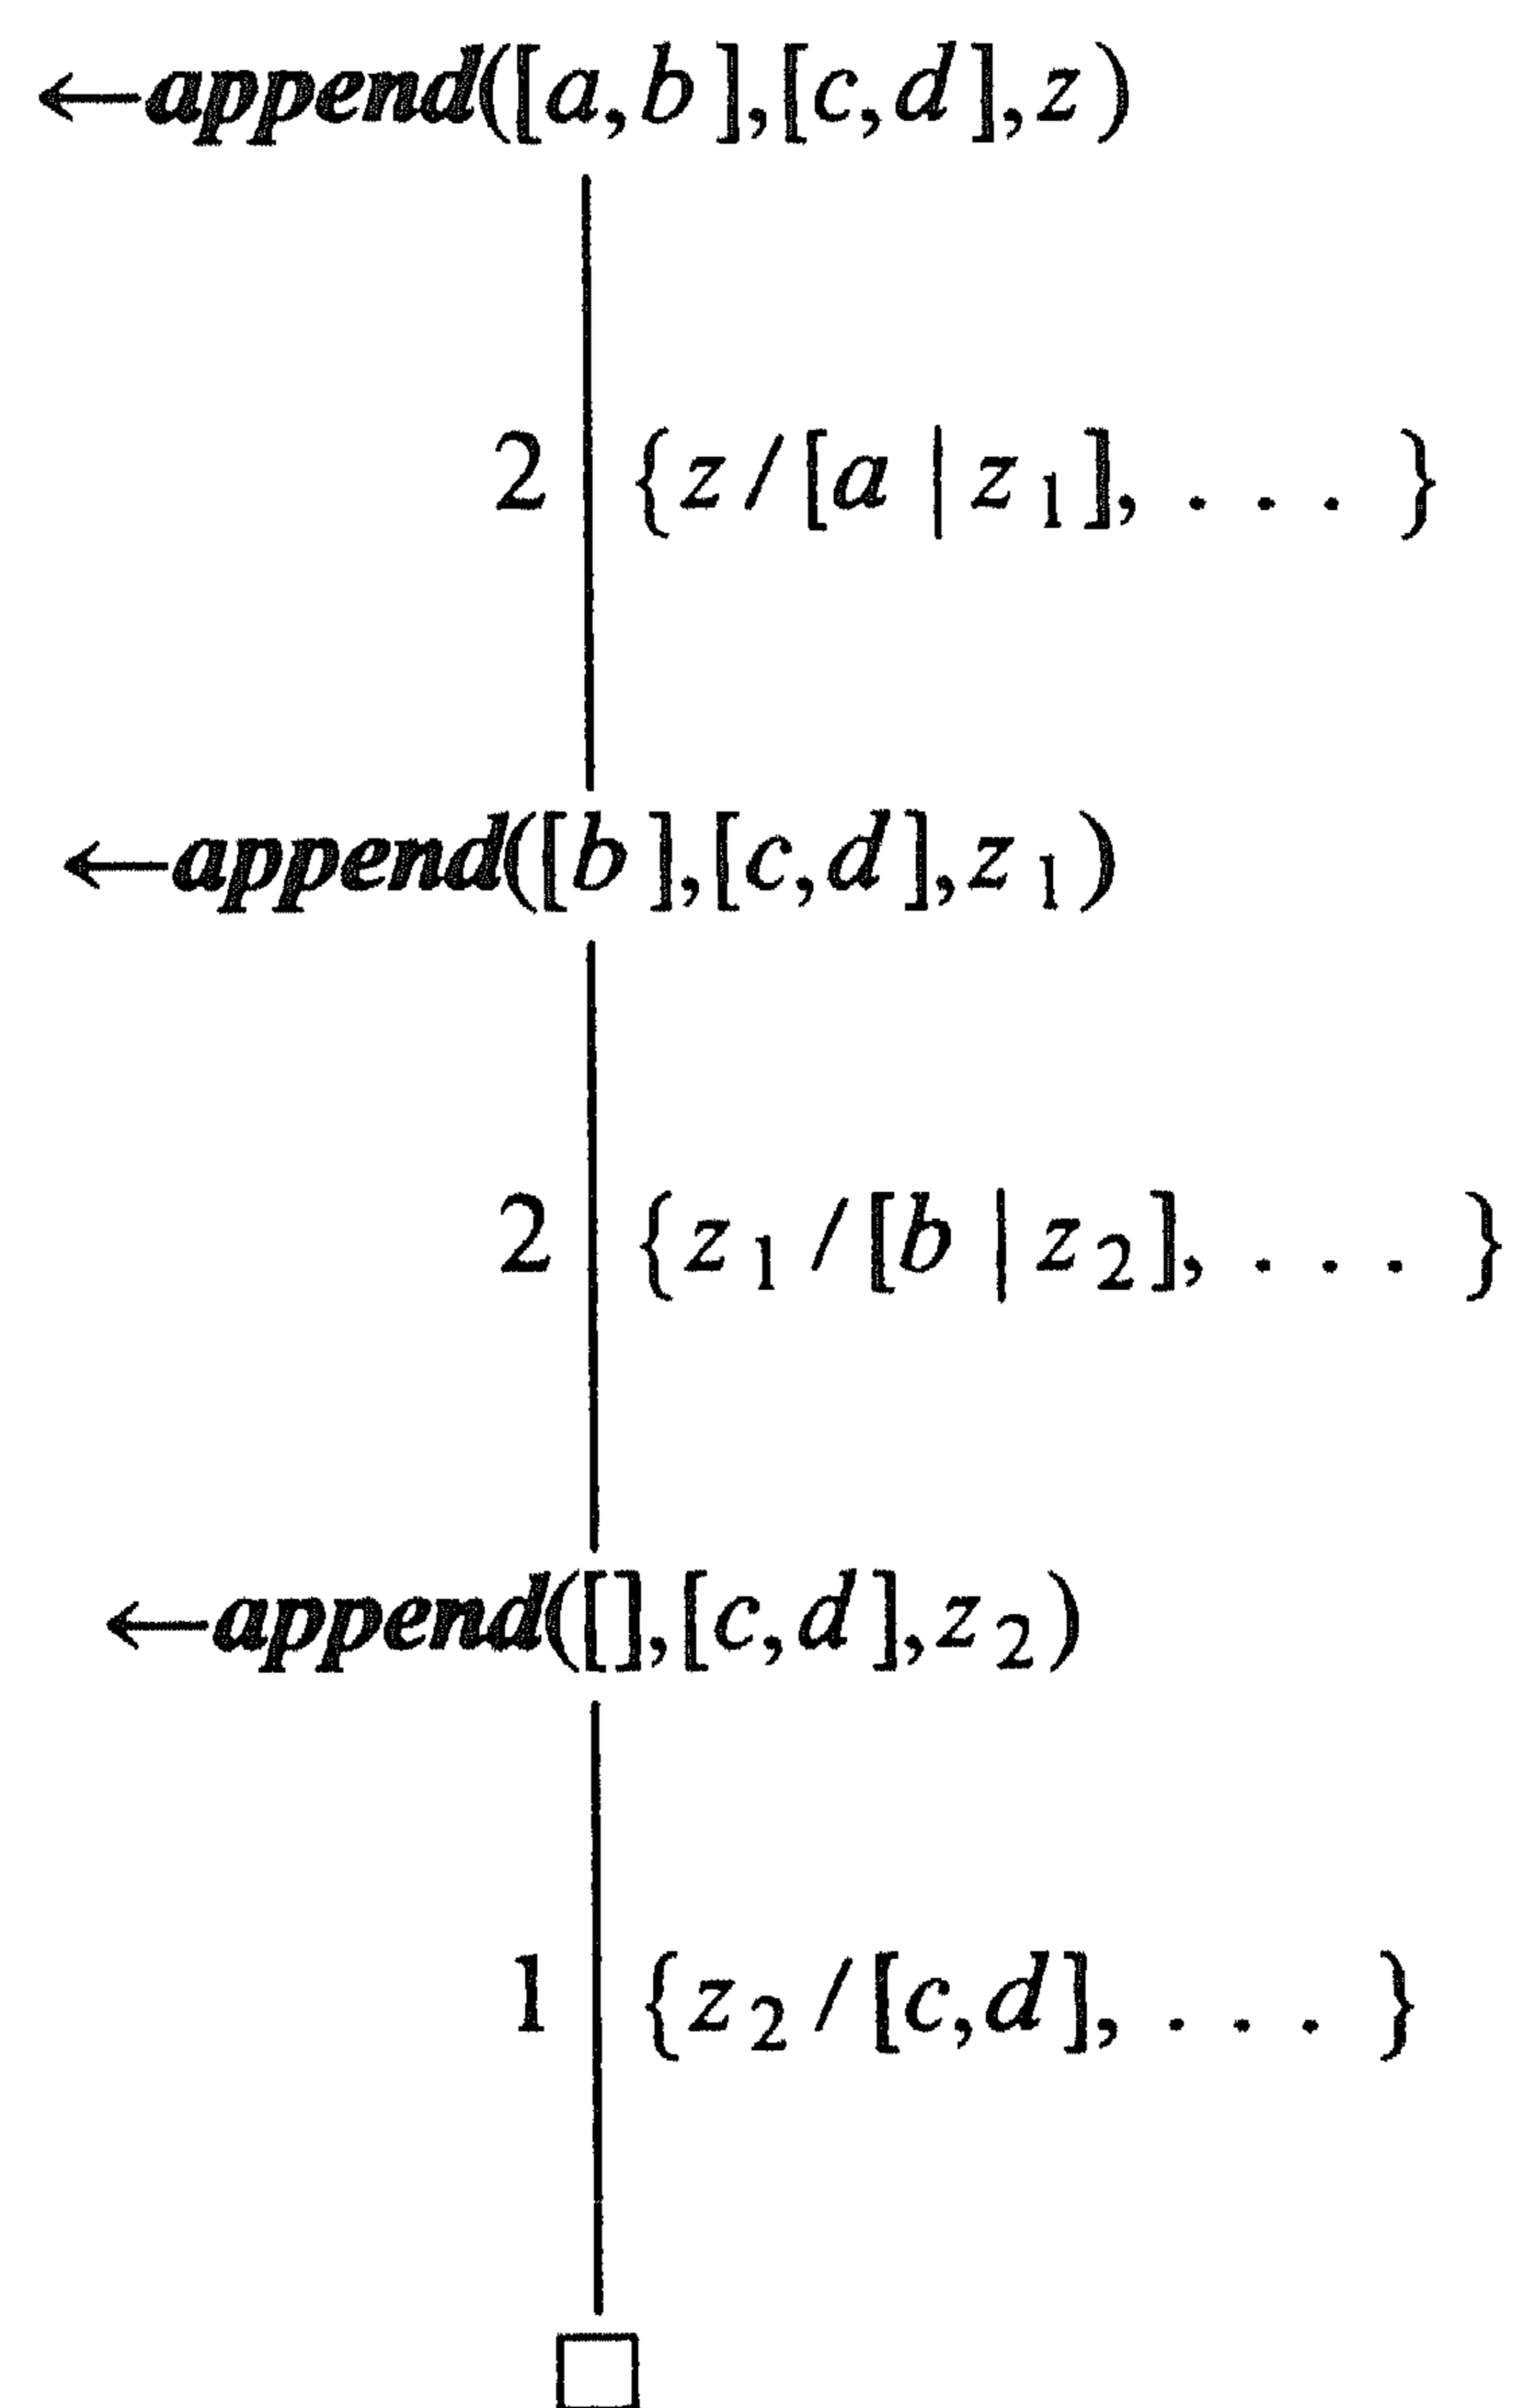 ←append([a,b],[c,d],z)
2 {z/[a|z₁], . . . }
←append([b],[c,d],z₁)
2 {z₁/[b|z₂], . . . }
←append([],[c,d],z₂)
1 {z₂/[c,d], . . . }